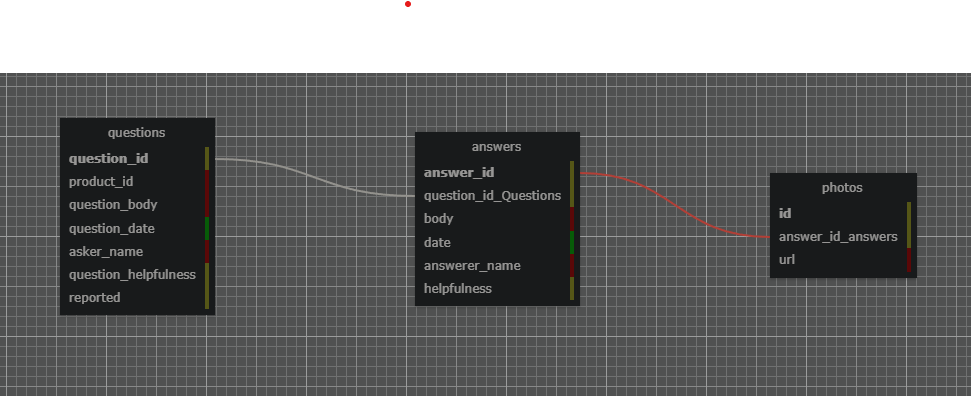 questions
question_id
product_id
question_body
question_date
asker_name
question_helpfulness
reported
answers
answer_id
question_id_Questions
body
date
answerer_name
helpfulness
photos
id
answer_id_answers
url